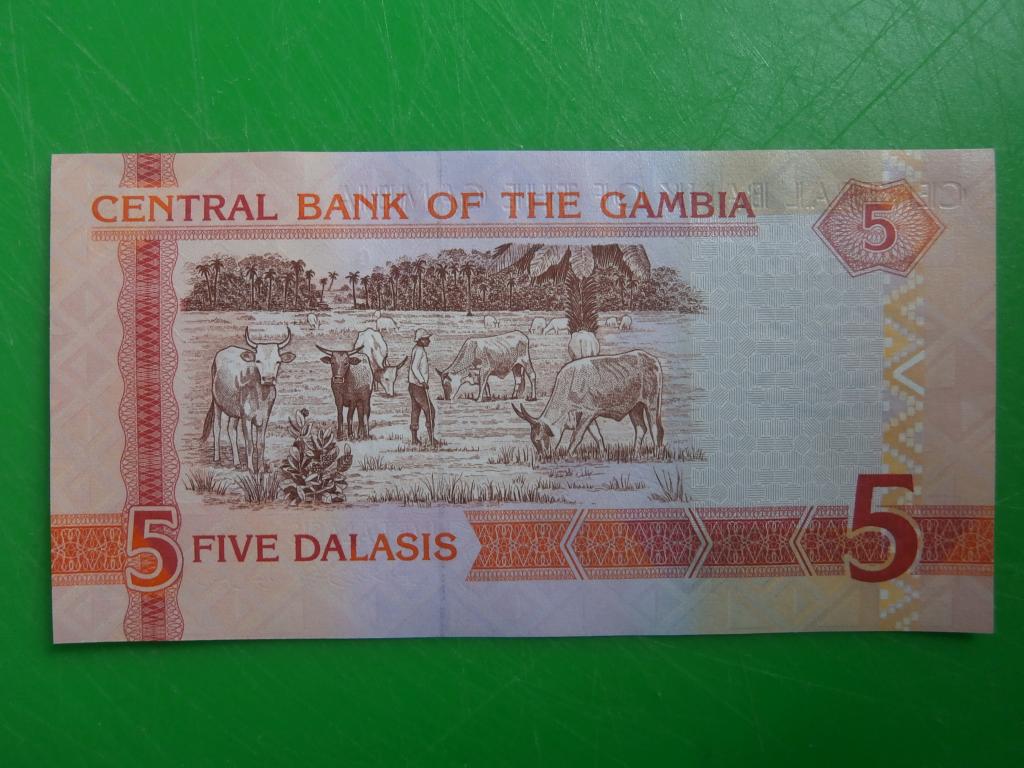 CENTRAL BANK OF THE GAMBIA
5
5 FIVE DALASIS
5